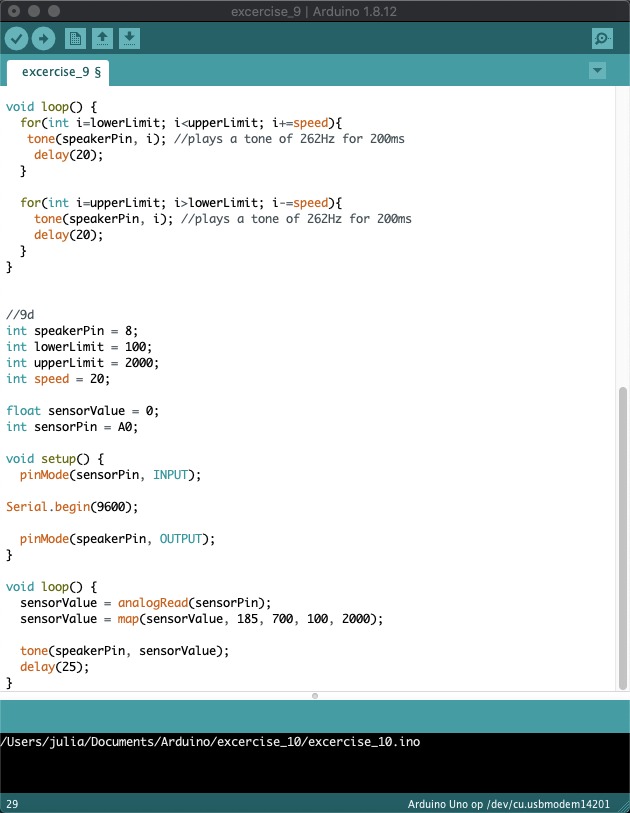 excercise_9 | Arduino 1.8.12
excercise_9 §
void loop() {
for(int i=lowerLimit; i<upperLimit; i+=speed){
tone(speakerPin, i); //plays a tone of 262Hz for 200ms
delay(20);
}
for(int i=upperLimit; i>lowerLimit; i-=speed){
tone(speakerPin, i); //plays a tone of 262Hz for 200ms
delay(20);
}
}
//9d
int speakerPin = 8;
int lowerLimit = 100;
int upperLimit = 2000;
int speed = 20;
float sensorValue = 0;
int sensorPin = A0;
void setup() {
pinMode(sensorPin, INPUT);
Serial.begin(9600);
pinMode(speakerPin, OUTPUT);
}
void loop() {
sensorValue = analogRead(sensorPin);
sensorValue = map(sensorValue, 185, 700, 100, 2000);
tone(speakerPin, sensorValue);
delay(25);
}
/Users/julia/Documents/Arduino/excercise_10/excercise_10.ino
29
Arduino Uno op /dev/cu.usbmodem14201